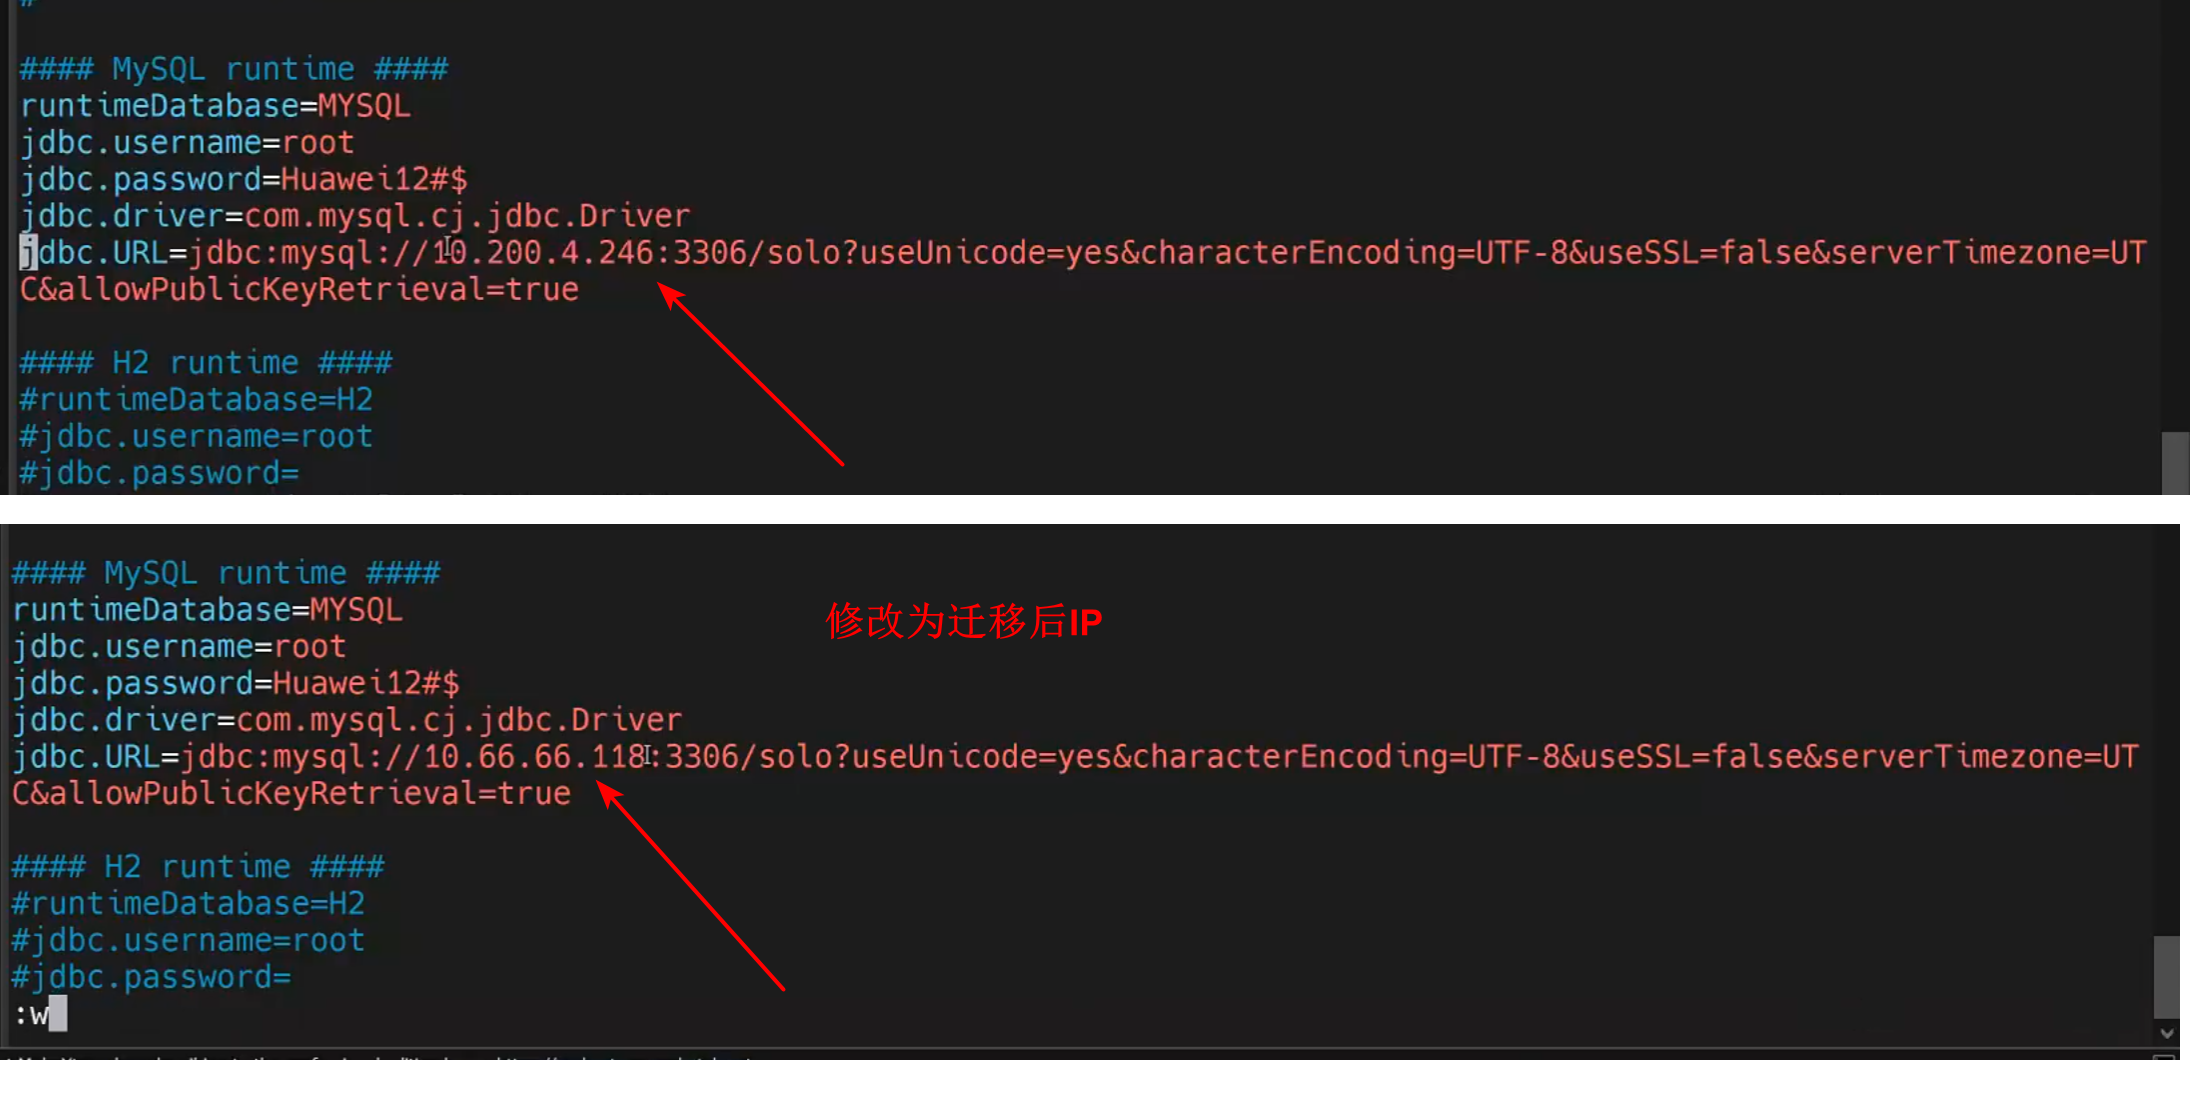 #
#### MySQL runtime ####
runtimeDatabase=MYSQL
jdbc.username=root
jdbc.password=Huawei12#$
jdbc.driver=com.mysql.cj.jdbc.Driver
jdbc.URL=jdbc:mysql://10.200.4.246:3306/solo?useUnicode=yes&characterEncoding=UTF-8&useSSL=false&serverTimezone=UT
C&allowPublicKeyRetrieval=true
#### H2 runtime ####
#runtimeDatabase=H2
#jdbc.username=root
#jdbc.password=
#### MySQL runtime ####
runtimeDatabase=MYSQL
修改为迁移后IP
jdbc.username=root
jdbc.password=Huawei12#$
jdbc.driver=com.mysql.cj.jdbc.Driver
jdbc.URL=jdbc:mysql://10.66.66.118:3306/solo?useUnicode=yes&characterEncoding=UTF-8&useSSL=false&serverTimezone=UT
C&allowPublicKeyRetrieval=true
#### H2 runtime ####
#runtimeDatabase=H2
#jdbc.username=root
#jdbc.password=
:w